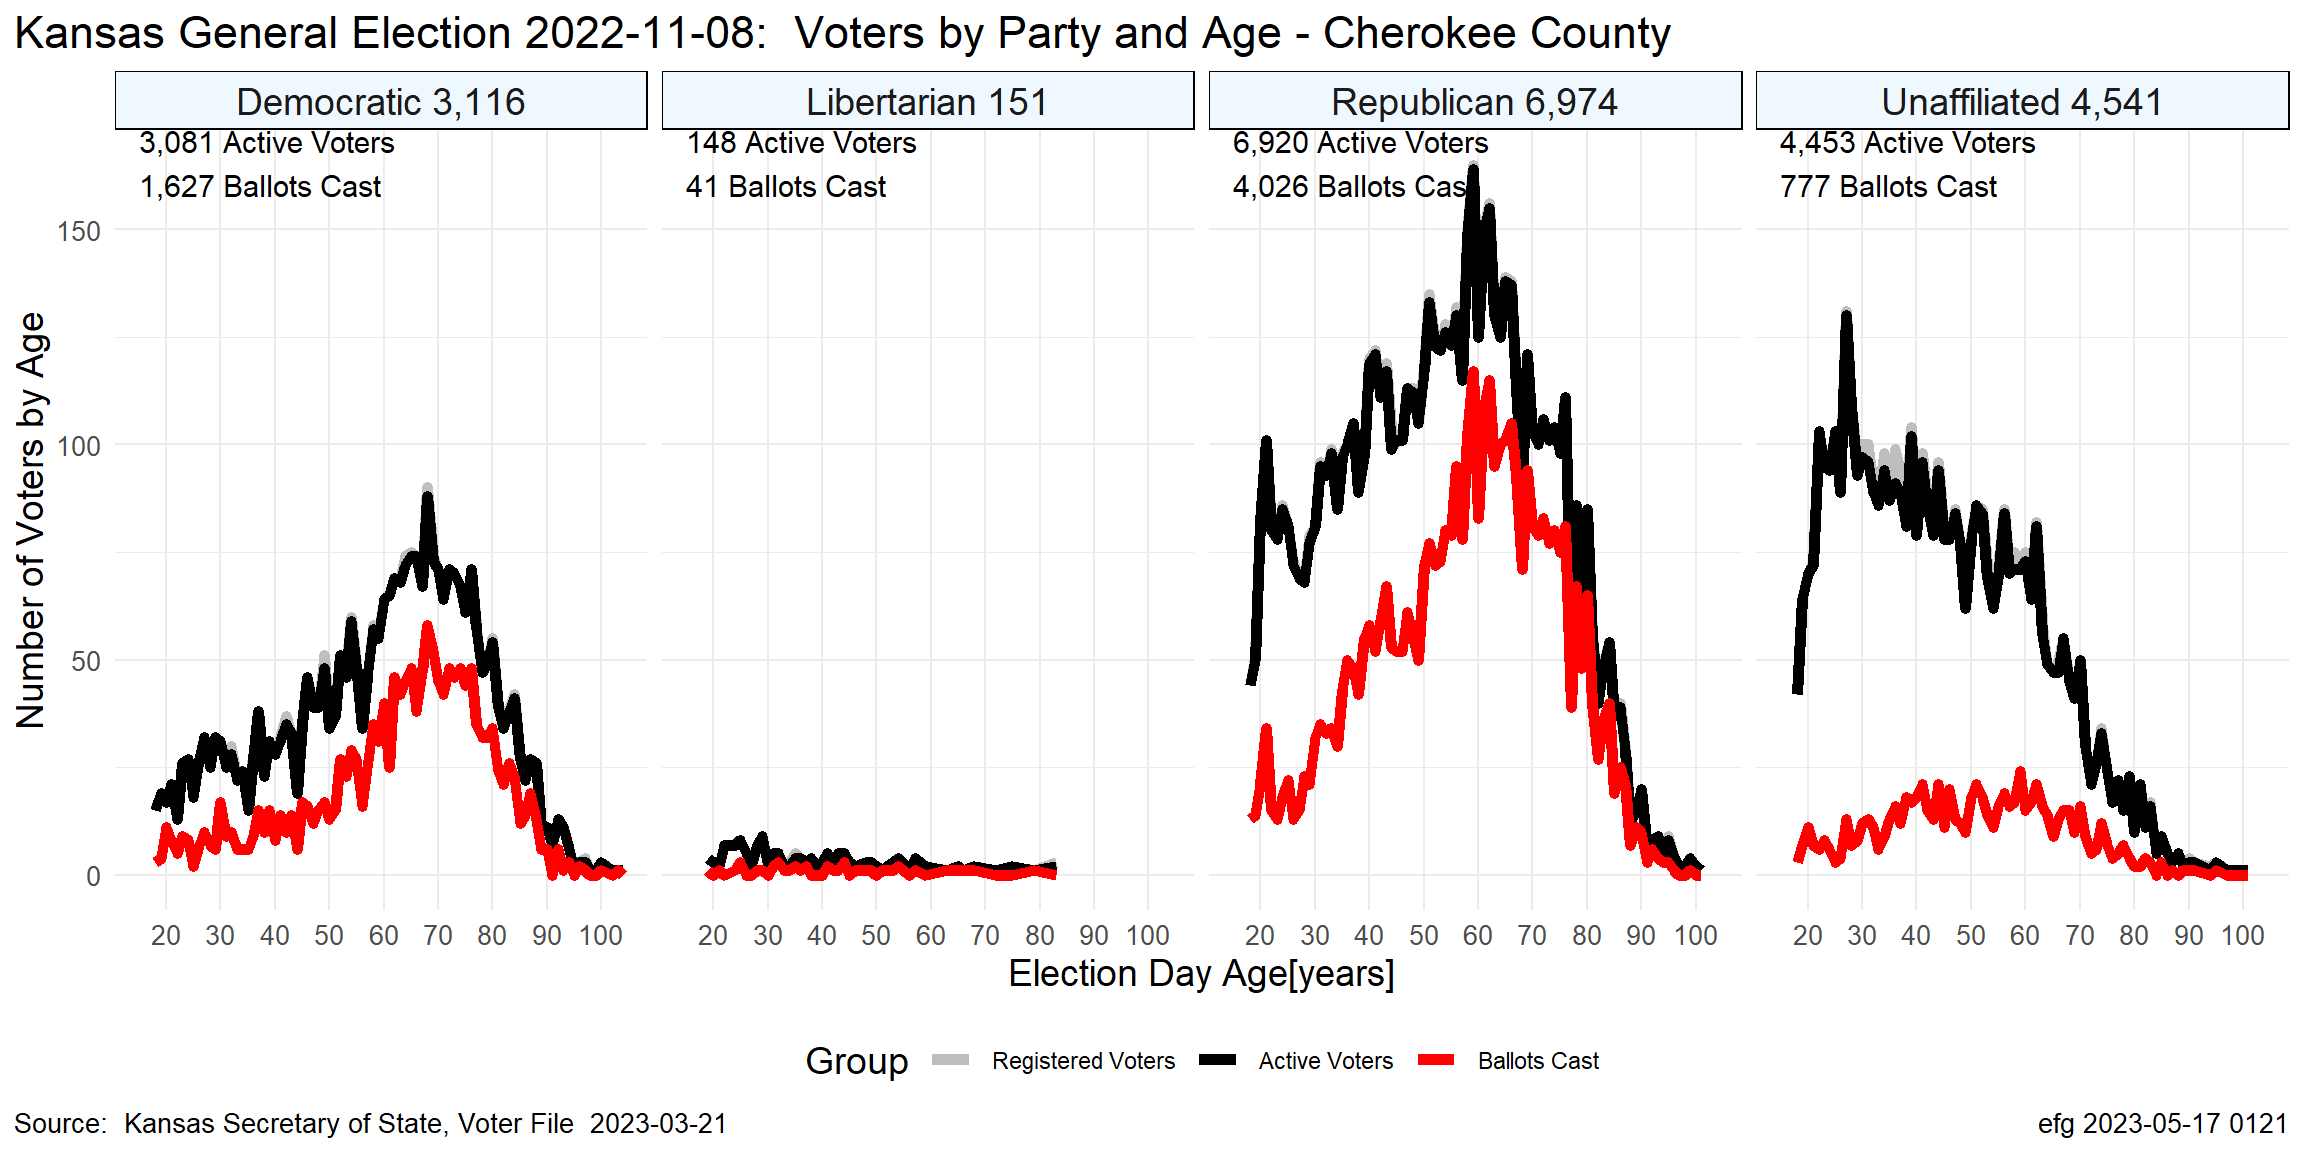 Kansas General Election 2022-11-08:  Voters by Party and Age - Cherokee County
Democratic 3,116
Libertarian 151
Republican 6,974
Unaffiliated 4,541
3,081 Active Voters
1,627 Ballots Cast
148 Active Voters
41 Ballots Cast
6,920 Active Voters
4,026 Ballots Cast
4,453 Active Voters
777 Ballots Cast
Number of Voters by Age
150
100
50
0
20 30 40 50 60 70 80 90 100
20 30 40 50 60 70 80 90 100
20 30 40 50 60 70 80 90 100
20 30 40 50 60 70 80 90 100
Election Day Age[years]
Group Registered Voters Active Voters Ballots Cast
Source:  Kansas Secretary of State, Voter File  2023-03-21
efg 2023-05-17 0121